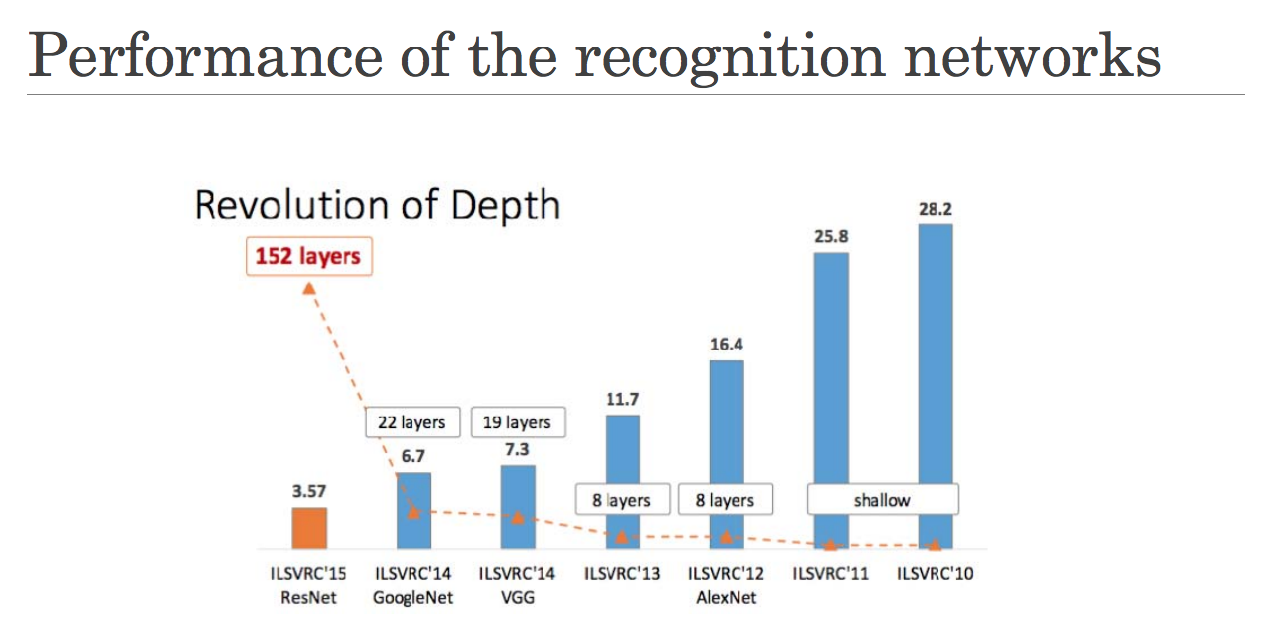 Performance of the recognition networks
Revolution of Depth
28.2
25.8
152 layers
16.4
11.7
22 layers
19 layers
6.7
7.3
3.57
8 layers
8 layers
shallow
ILSVRC'15
ResNet
ILSVRC'14
GoogleNet
ILSVRC'14
VGG
ILSVRC'13
ILSVRC'12
AlexNet
ILSVRC'11
ILSVRC'10